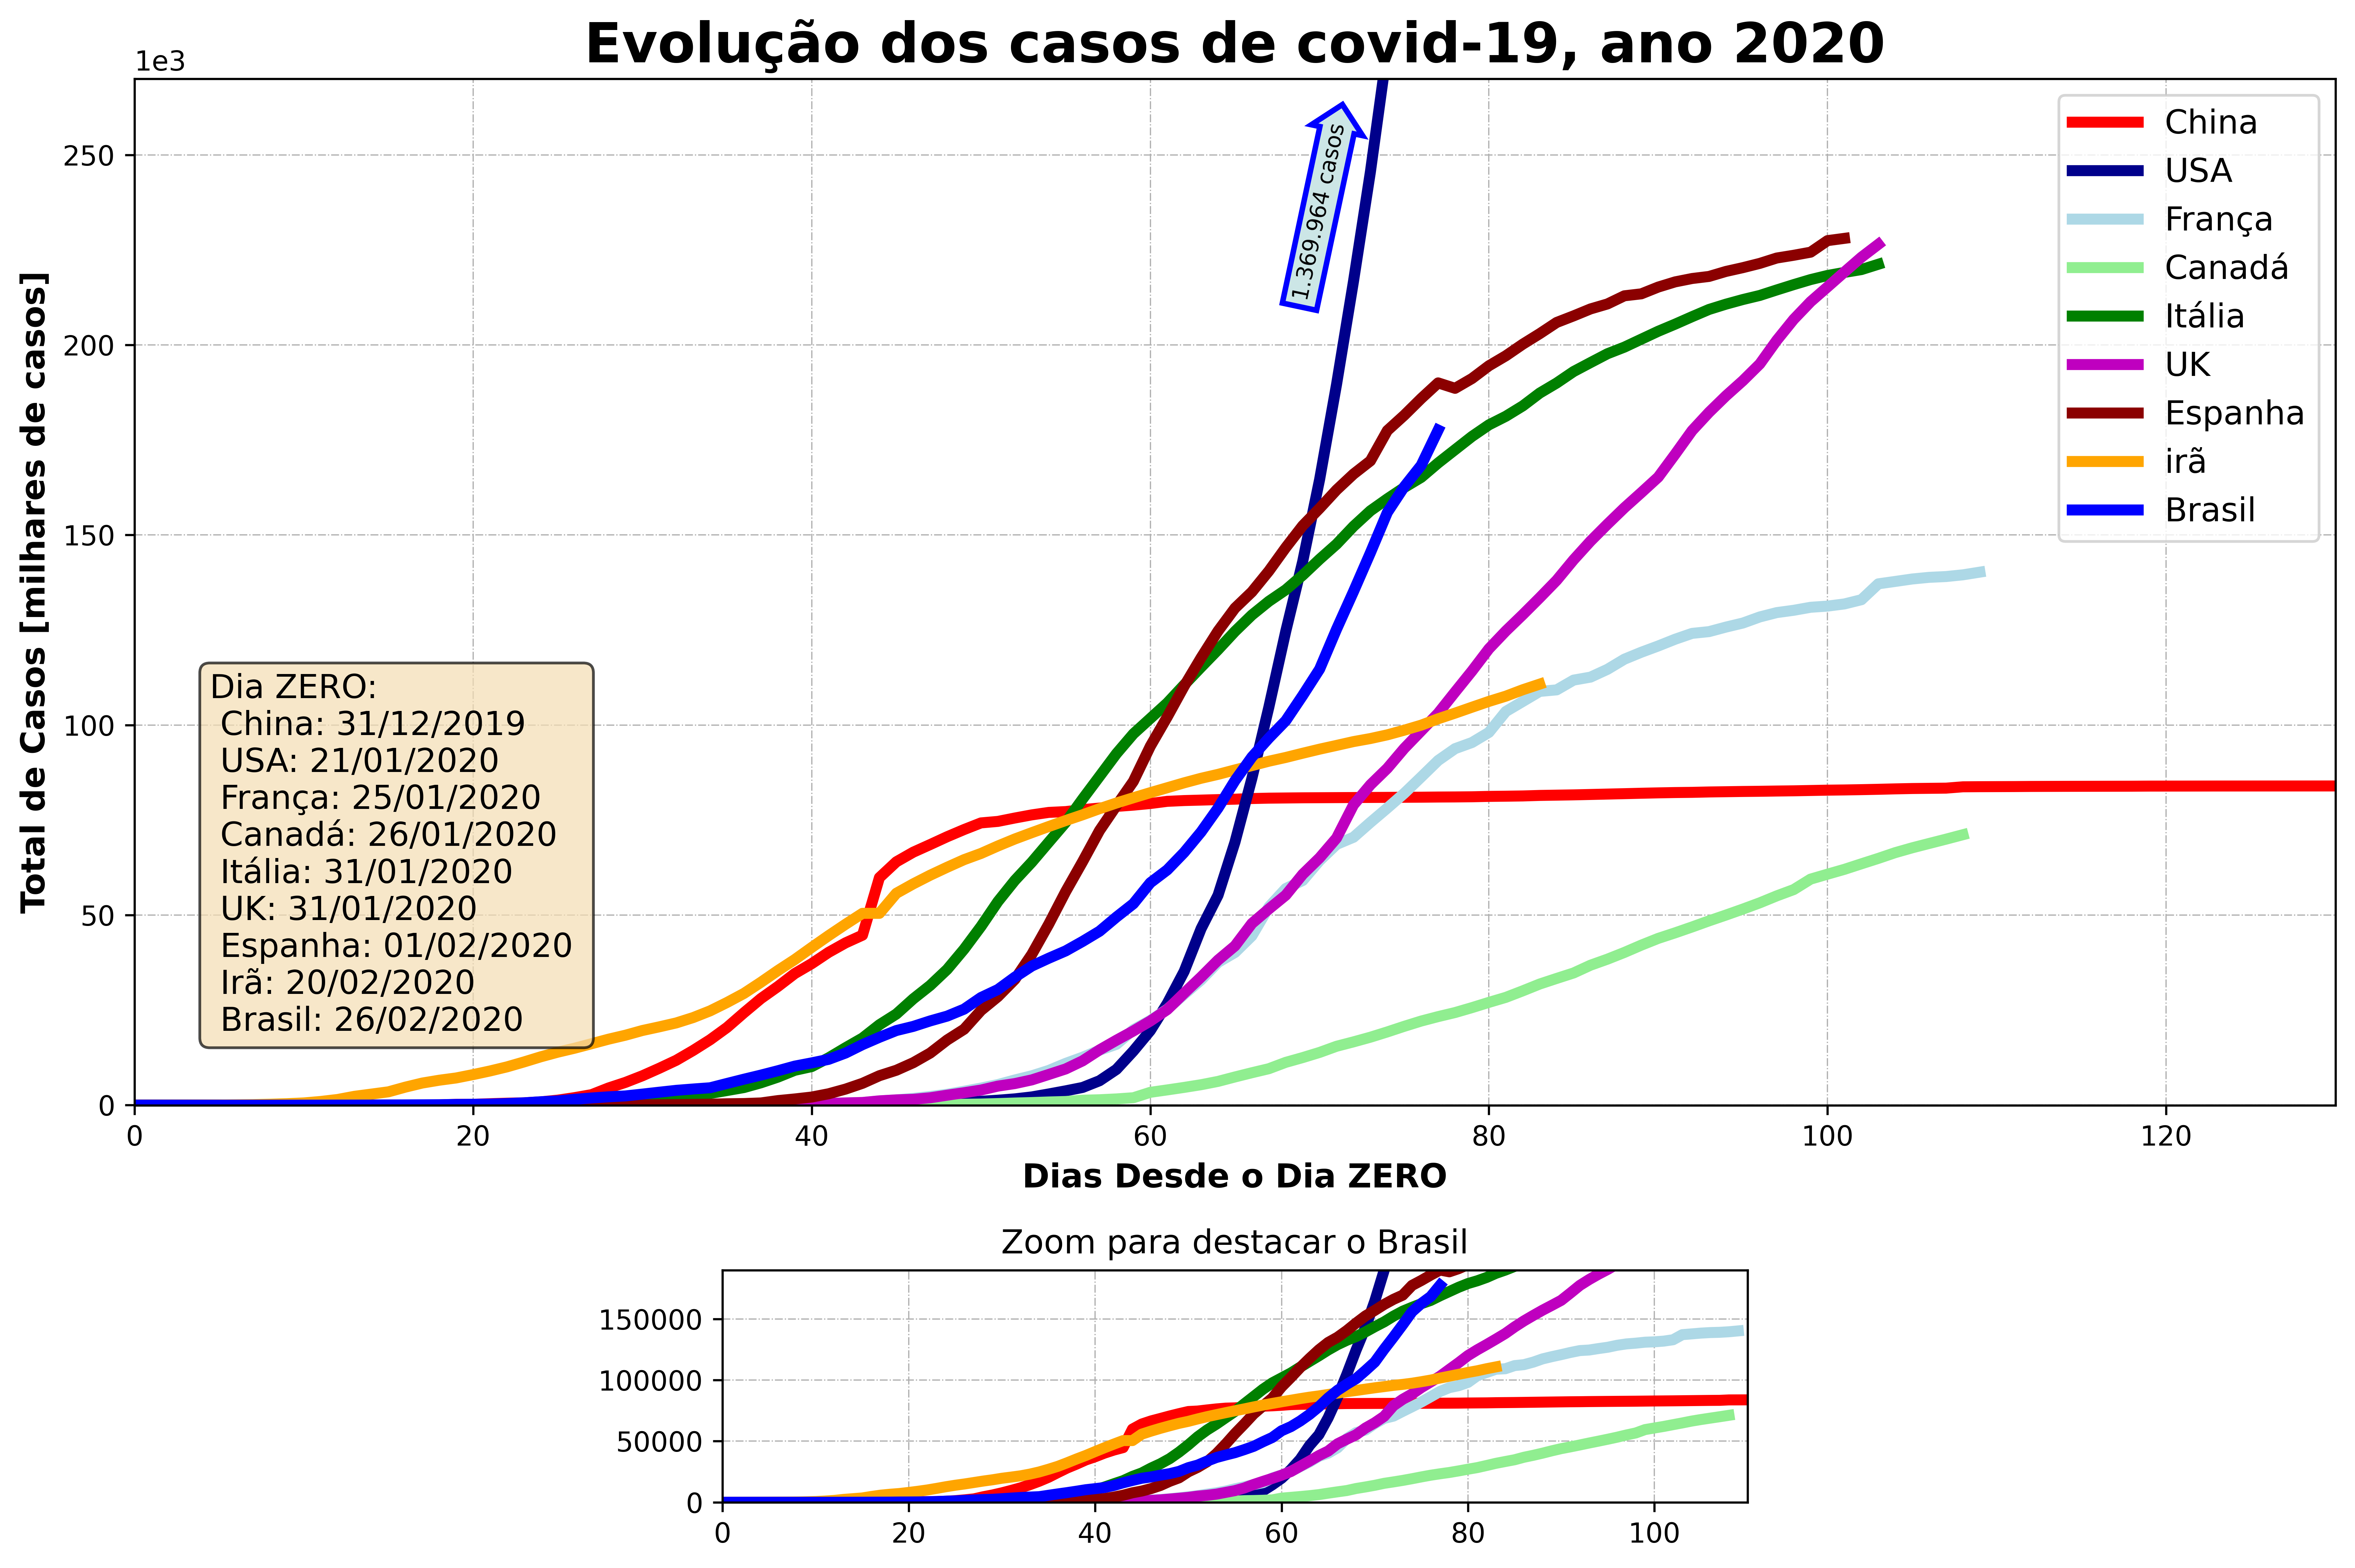 Evolução dos casos de covid-19, ano 2020
1e3
Total de Casos [milhares de casos]
250
200
150
100
50
0
1.369.964 casos
China
USA
França
Canadá
Itália
UK
Espanha
irã
Brasil
Dia ZERO:
China: 31/12/2019
USA: 21/01/2020
França: 25/01/2020
Canadá: 26/01/2020
Itália: 31/01/2020
UK: 31/01/2020
Espanha: 01/02/2020
Irã: 20/02/2020
Brasil: 26/02/2020
0 20 40 60 80 100 120
Dias Desde o Dia ZERO
Zoom para destacar o Brasil
150000
100000
50000
0
0 20 40 60 80 100